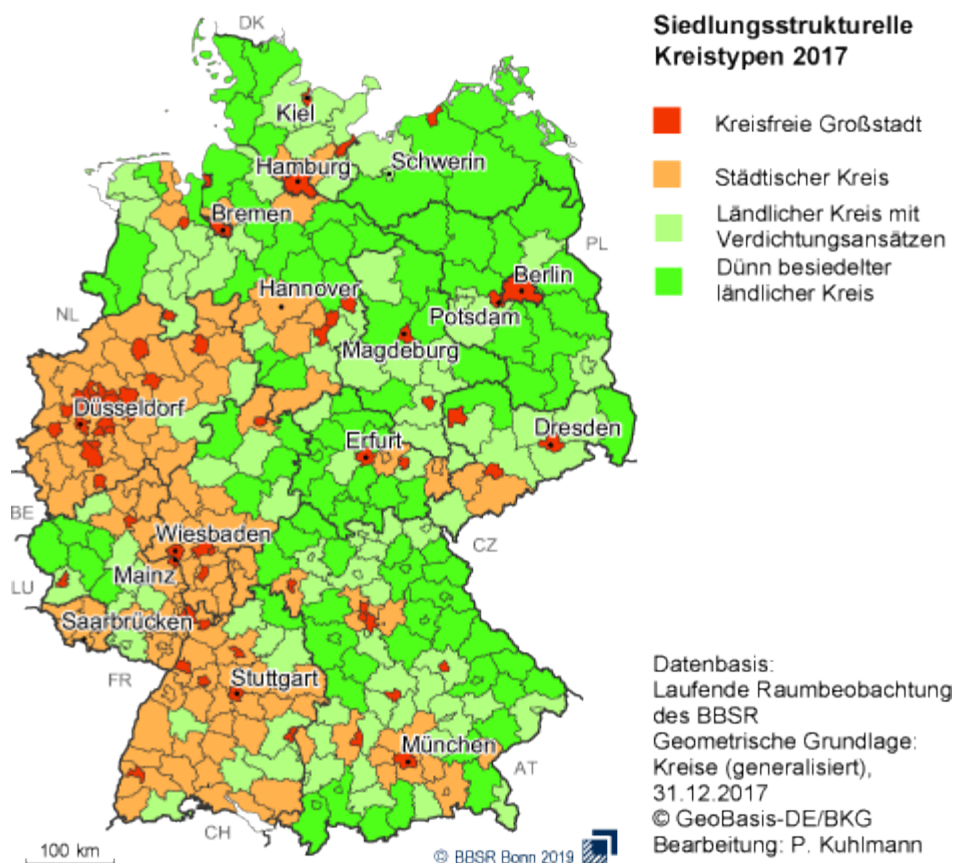 Siedlungsstrukturelle
Kreistypen 2017
Kreisfreie Großstadt
Städtischer Kreis
Ländlicher Kreis mit
Verdichtungsansätzen
Dünn besiedelter
ländlicher Kreis
DK
Kiel
Hamburg
Schwerin
Bremen
PL
Berlin
Hannover
Potsdam
NL
Magdeburg
Düsseldorf
Dresden
Erfurt
BE
Wiesbaden
CZ
Mainz
LU
Saarbrücken
FR
Stuttgart
München
AT
CH
100 km
© BBSR Bonn 2019
Datenbasis:
Laufende Raumbeobachtung
des BBSR
Geometrische Grundlage:
Kreise (generalisiert),
31.12.2017
© GeoBasis-DE/BKG
Bearbeitung: P. Kuhlmann